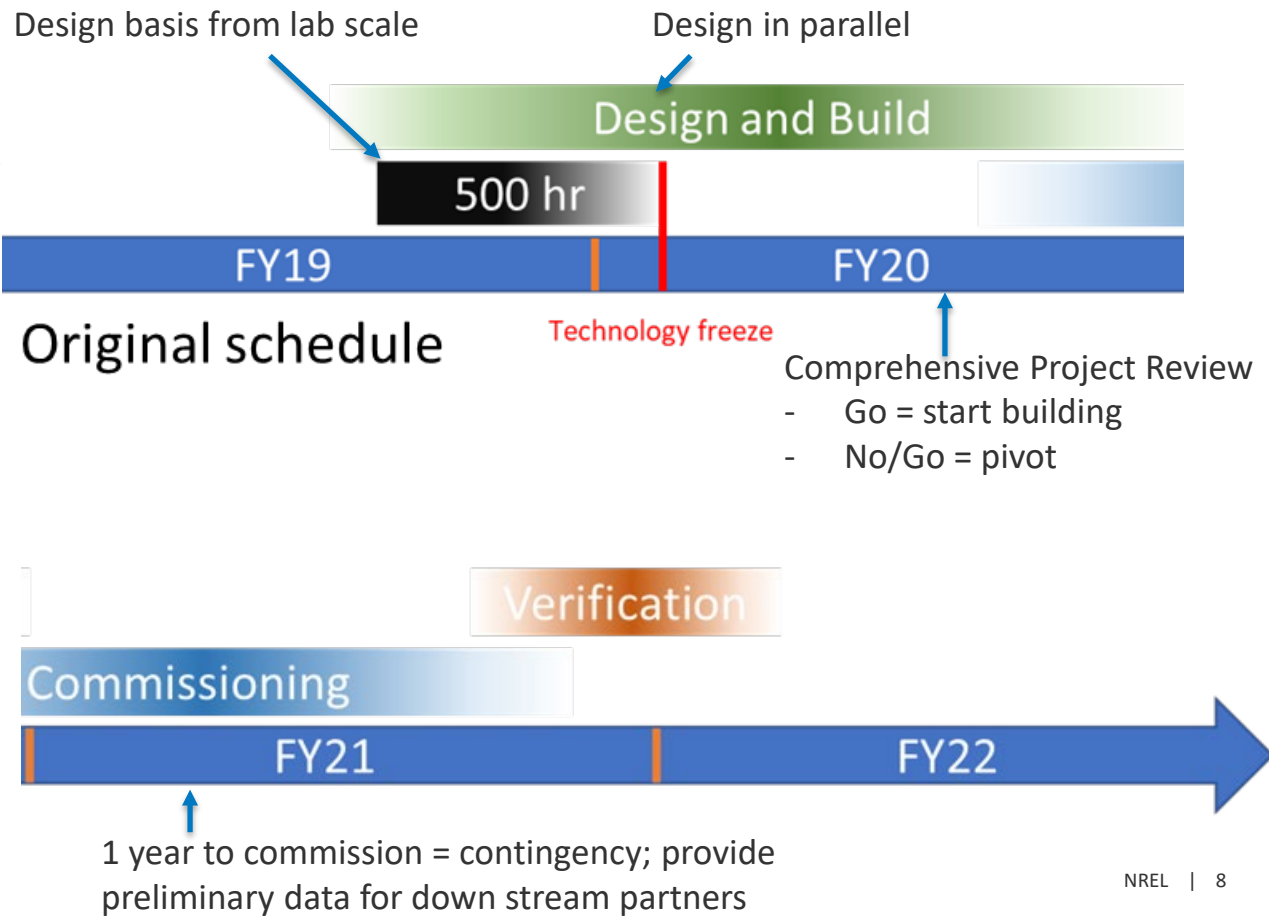 Design basis from lab scale
Design in parallel
Design and Build
500 hr
FY19
FY20
Original schedule
Technology freeze
Comprehensive Project Review
- Go = start building
- No/Go = pivot
Verification
Commissioning
FY21
FY22
1 year to commission = contingency; provide
preliminary data for down stream partners
NREL | 8